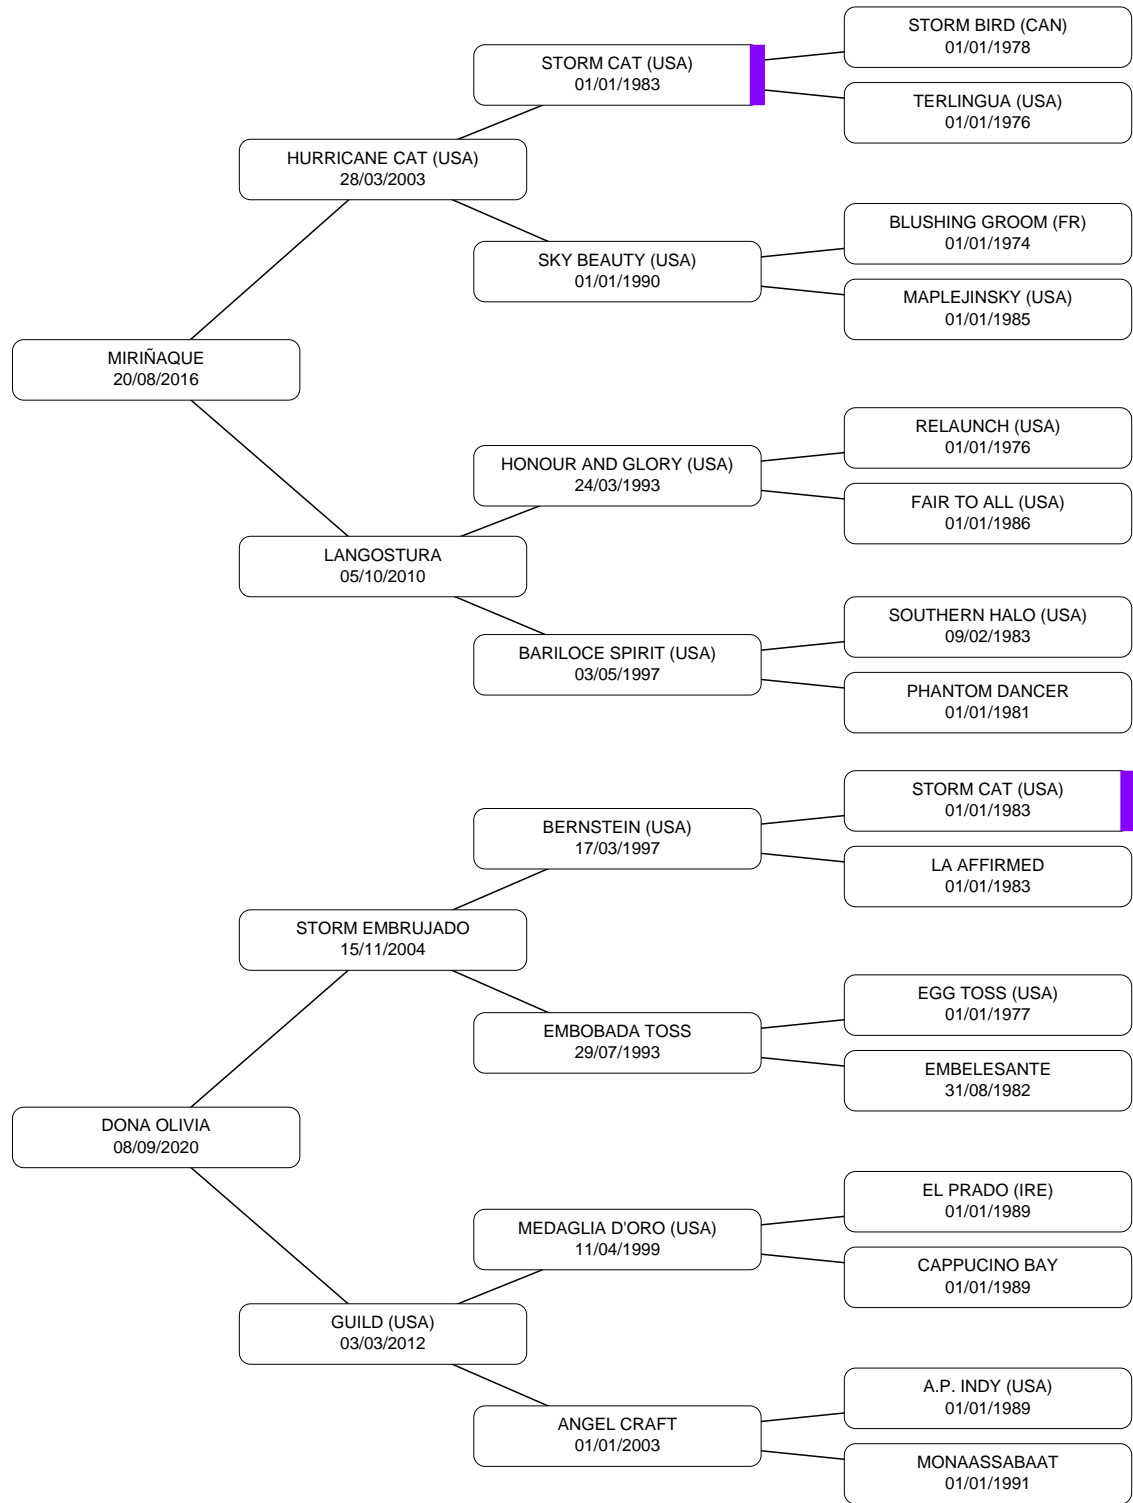 STORM BIRD (CAN)
01/01/1978
STORM CAT (USA)
01/01/1983
TERLINGUA (USA)
01/01/1976
HURRICANE CAT (USA)
28/03/2003
BLUSHING GROOM (FR)
01/01/1974
SKY BEAUTY (USA)
01/01/1990
MAPLEJINSKY (USA)
01/01/1985
MIRIÑAQUE
20/08/2016
RELAUNCH (USA)
01/01/1976
HONOUR AND GLORY (USA)
24/03/1993
FAIR TO ALL (USA)
01/01/1986
LANGOSTURA
05/10/2010
SOUTHERN HALO (USA)
09/02/1983
BARILOCE SPIRIT (USA)
03/05/1997
PHANTOM DANCER
01/01/1981
STORM CAT (USA)
01/01/1983
BERNSTEIN (USA)
17/03/1997
LA AFFIRMED
01/01/1983
STORM EMBRUJADO
15/11/2004
EGG TOSS (USA)
01/01/1977
EMBOBADA TOSS
29/07/1993
EMBELESANTE
31/08/1982
DONA OLIVIA
08/09/2020
EL PRADO (IRE)
01/01/1989
MEDAGLIA D'ORO (USA)
11/04/1999
CAPPUCINO BAY
01/01/1989
GUILD (USA)
03/03/2012
A.P. INDY (USA)
01/01/1989
ANGEL CRAFT
01/01/2003
MONAASSABAAT
01/01/1991